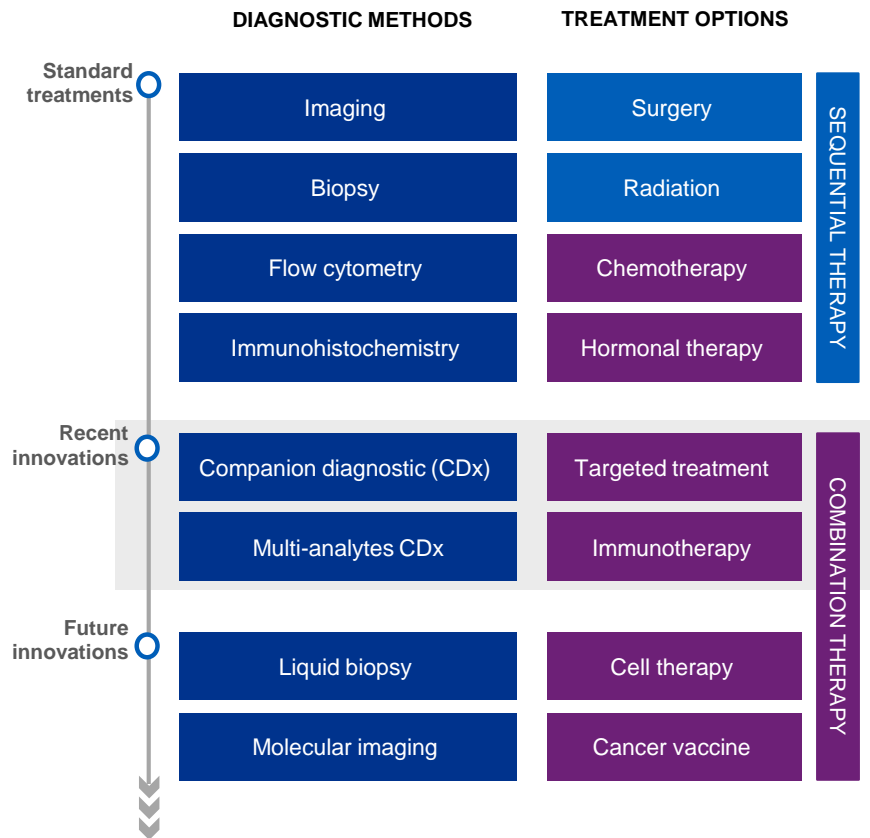 DIAGNOSTIC METHODS
TREATMENT OPTIONS
Standard
treatments
Imaging
Surgery
Biopsy
Radiation
Flow cytometry
Chemotherapy
Immunohistochemistry
Hormonal therapy
SEQUENTIAL THERAPY
Recent
innovations
Companion diagnostic (CDx)
Targeted treatment
Multi-analytes CDx
Immunotherapy
Future
innovations
Liquid biopsy
Cell therapy
Molecular imaging
Cancer vaccine
COMBINATION THERAPY